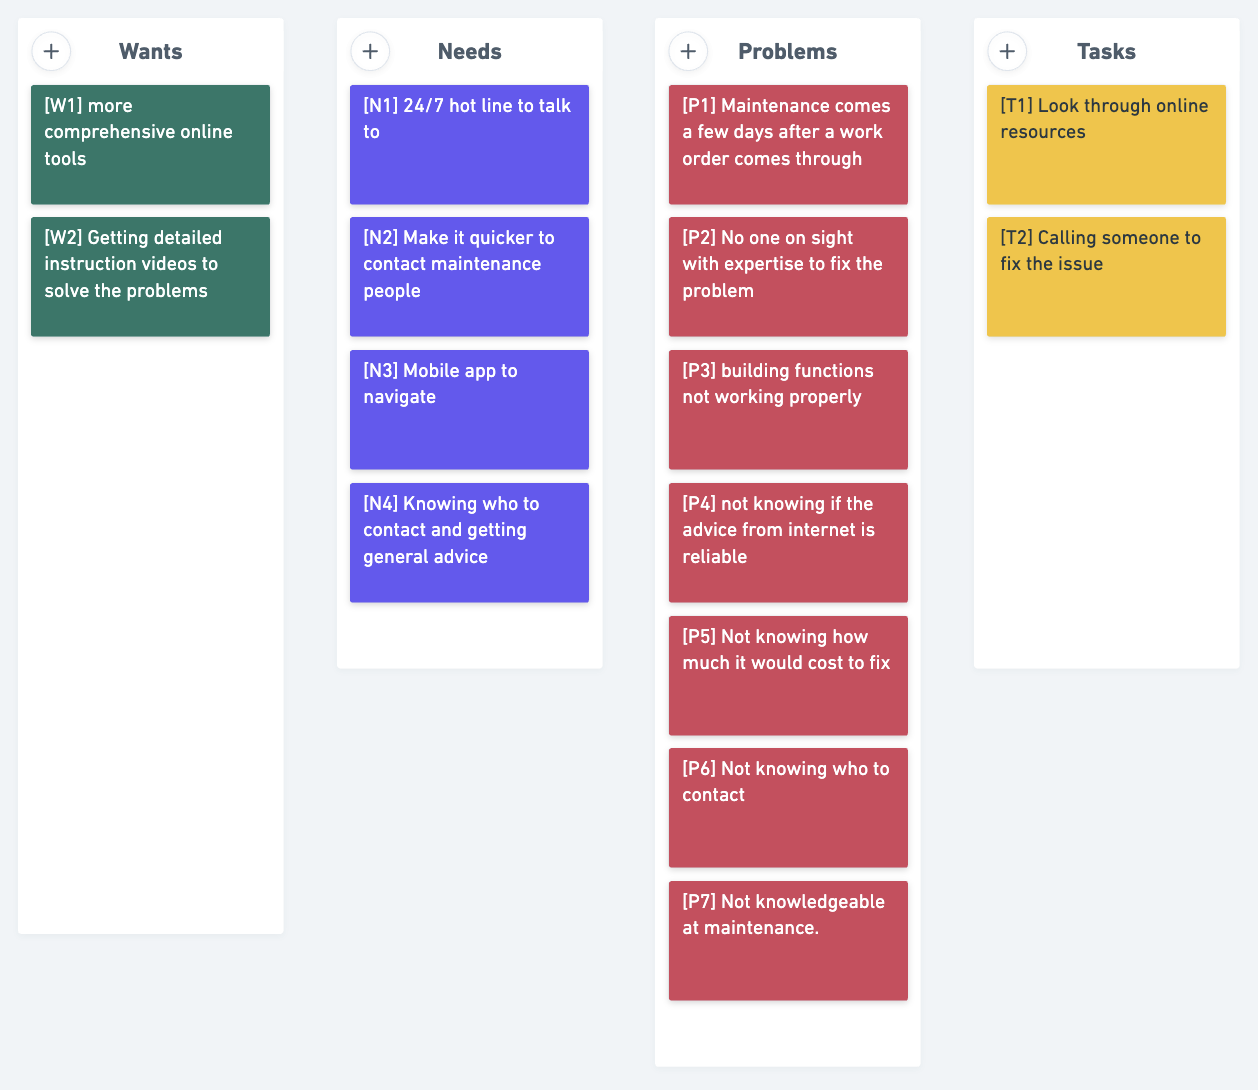 Wants
[W1] more
comprehensive online
tools
[W2] Getting detailed
instruction videos to
solve the problems
Needs
[N1] 24/7 hot line to talk
to
[N2] Make it quicker to
contact maintenance
people
[N3] Mobile app to
navigate
[N4] Knowing who to
contact and getting
general advice
Problems
[P1] Maintenance comes
a few days after a work
order comes through
[P2] No one on sight
with expertise to fix the
problem
[P3] building functions
not working properly
[P4] not knowing if the
advice from internet is
reliable
[P5] Not knowing how
much it would cost to fix
[P6] Not knowing who to
contact
[P7] Not knowledgeable
at maintenance.
Tasks
[T1] Look through online
resources
[T2] Calling someone to
fix the issue